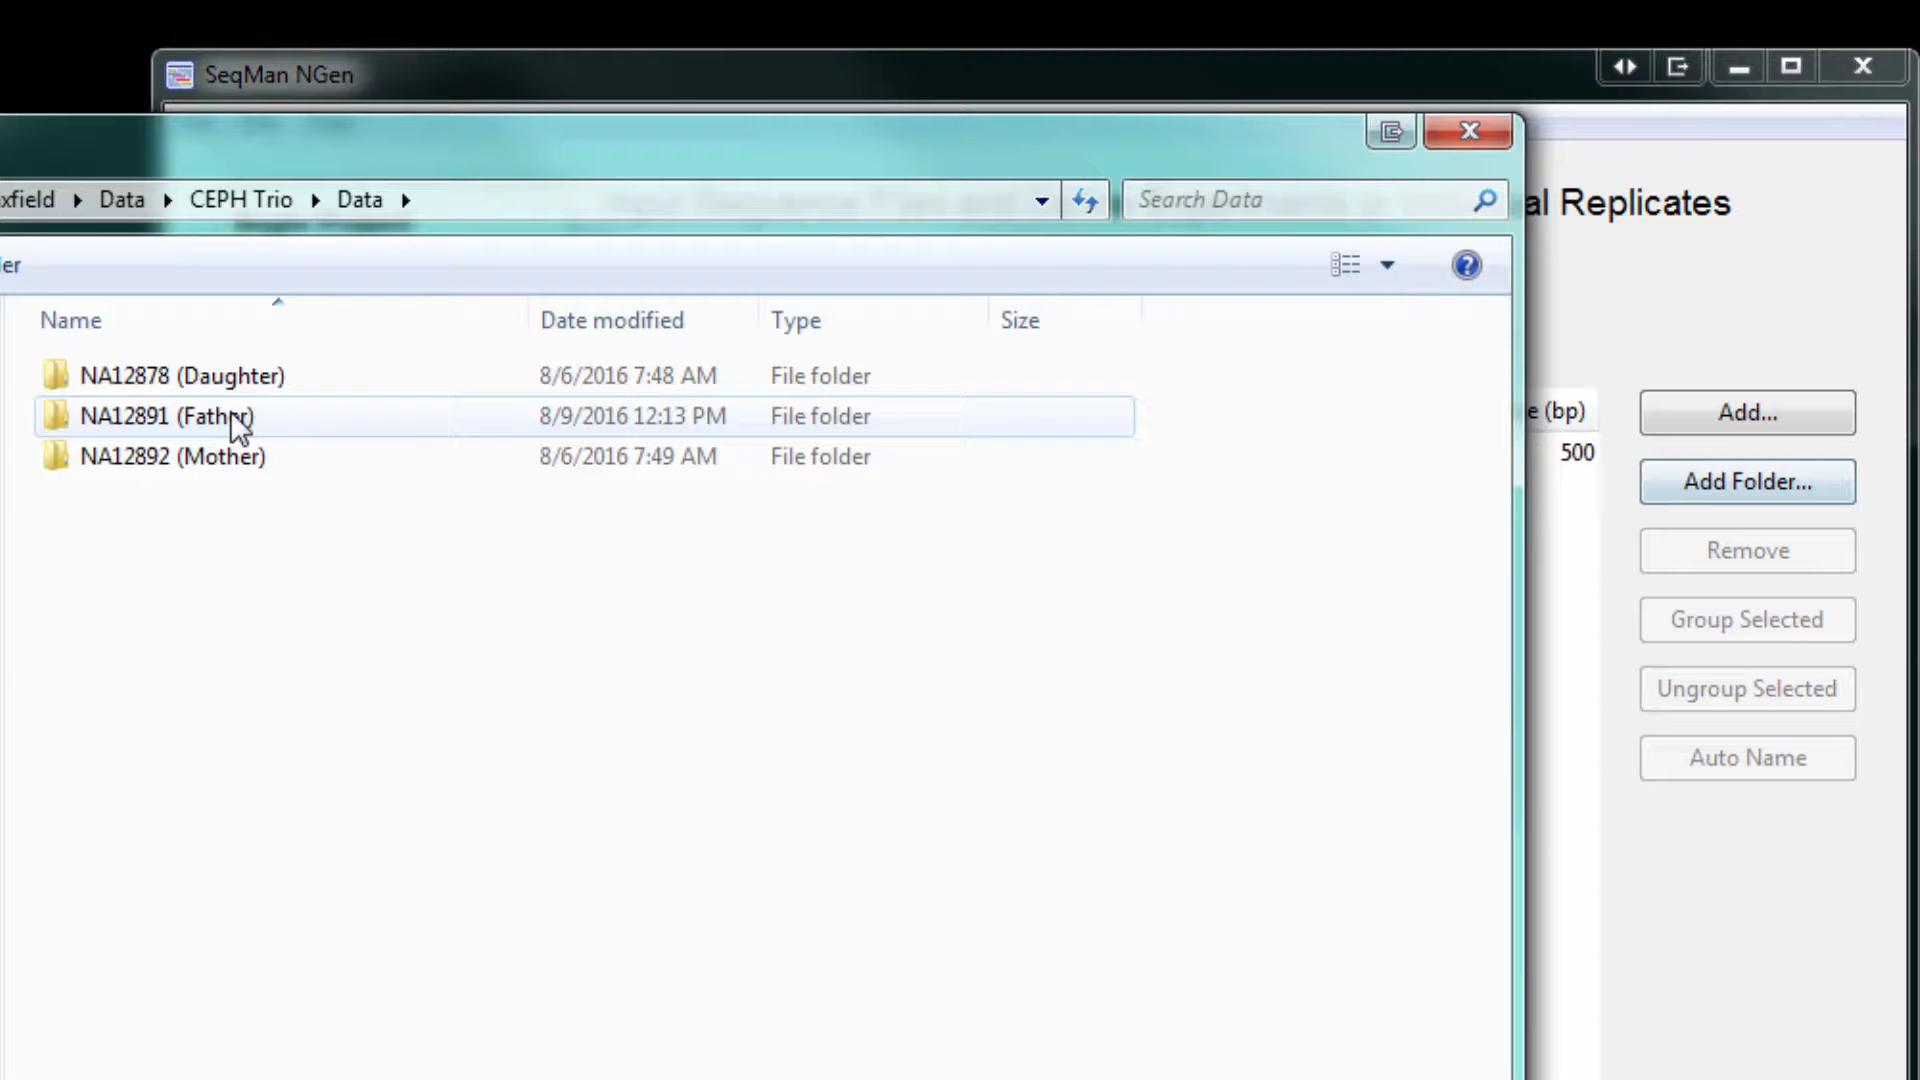 SeqMan NGen
xfield Data CEPH Trio Data
Search Data
al Replicates
er
Name Date modified Type Size
NA12878 (Daughter) 8/6/2016 7:48 AM File folder
NA12891 (Father) 8/9/2016 12:13 PM File folder
NA12892 (Mother) 8/6/2016 7:49 AM File folder
e (bp)
500
Add...
Add Folder...
Remove
Group Selected
Ungroup Selected
Auto Name